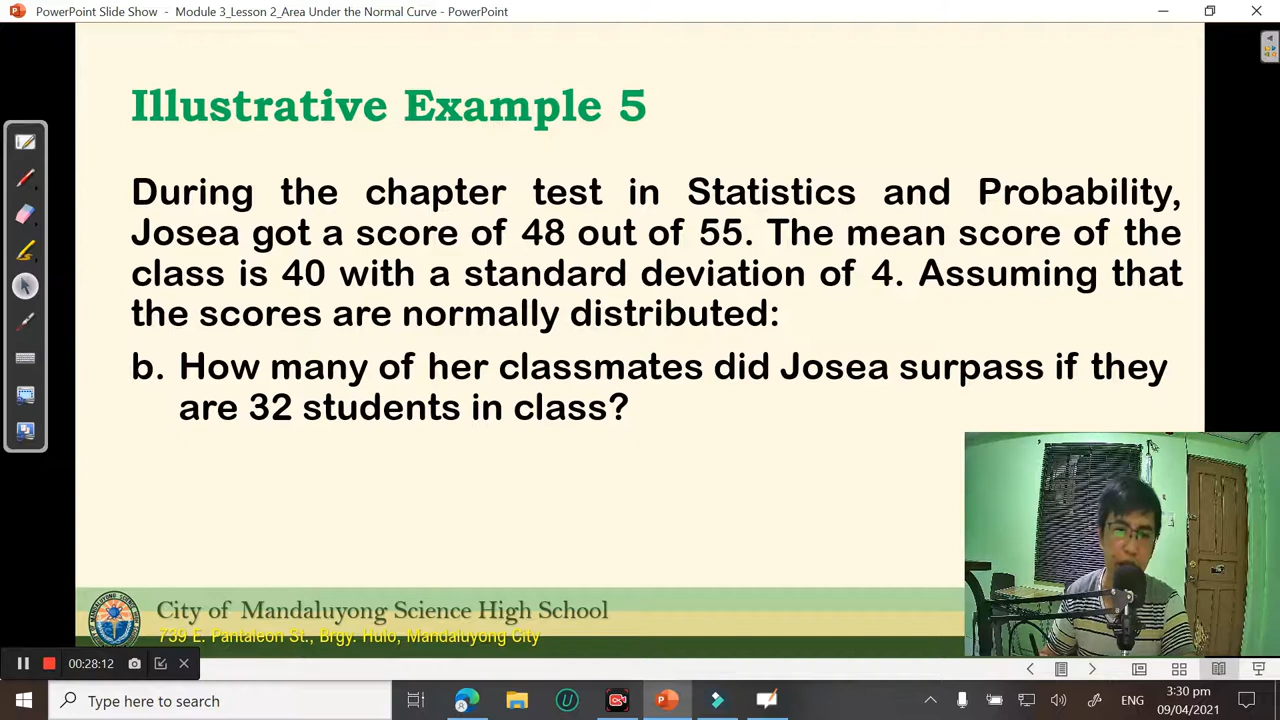 PowerPoint Slide Show - Module 3_Lesson 2_Area Under the Normal Curve - PowerPoint
Illustrative Example 5
During the chapter test in Statistics and Probability,
Josea got a score of 48 out of 55. The mean score of the
class is 40 with a standard deviation of 4. Assuming that
the scores are normally distributed:
b. How many of her classmates did Josea surpass if they
are 32 students in class?
City of Mandaluyong Science High School
739 E. Pantaleon St., Brgy. Hulo, Mandaluyong City
00:28:12
Type here to search
ENG
3:30 pm
09/04/2021